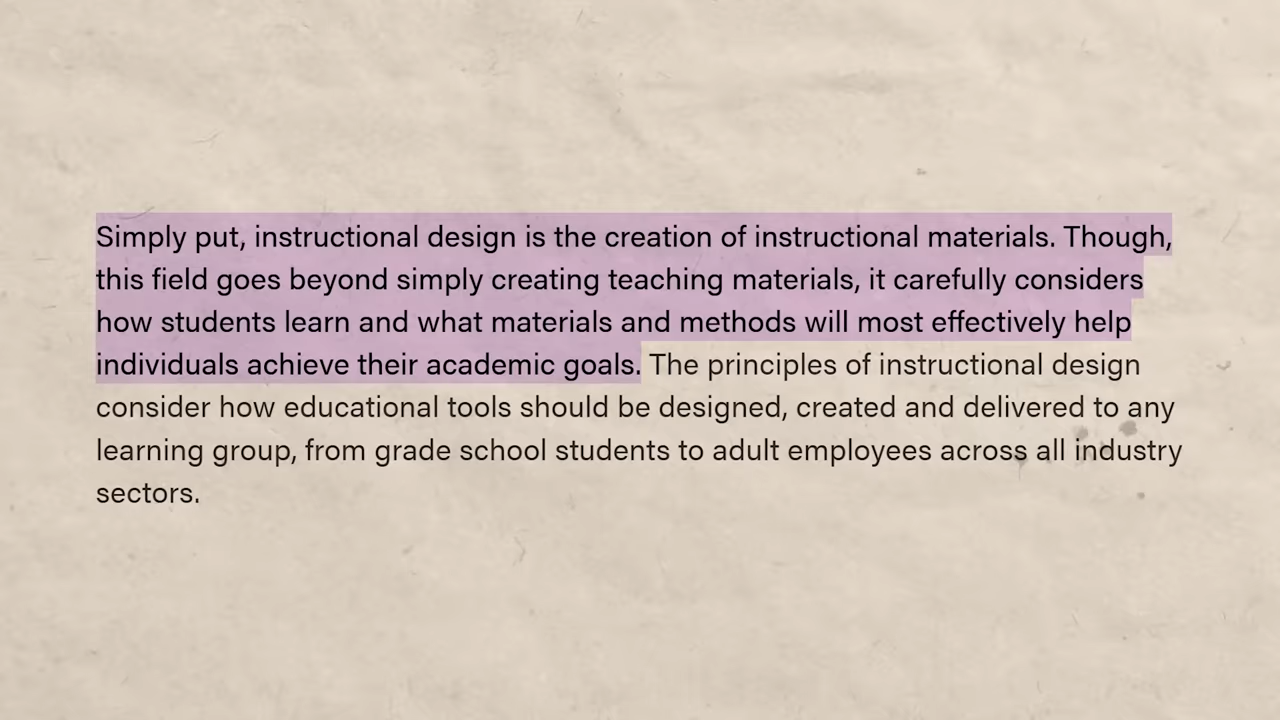 Simply put, instructional design is the creation of instructional materials. Though,
this field goes beyond simply creating teaching materials, it carefully considers
how students learn and what materials and methods will most effectively help
individuals achieve their academic goals. The principles of instructional design
consider how educational tools should be designed, created and delivered to any
learning group, from grade school students to adult employees across all industry
sectors.